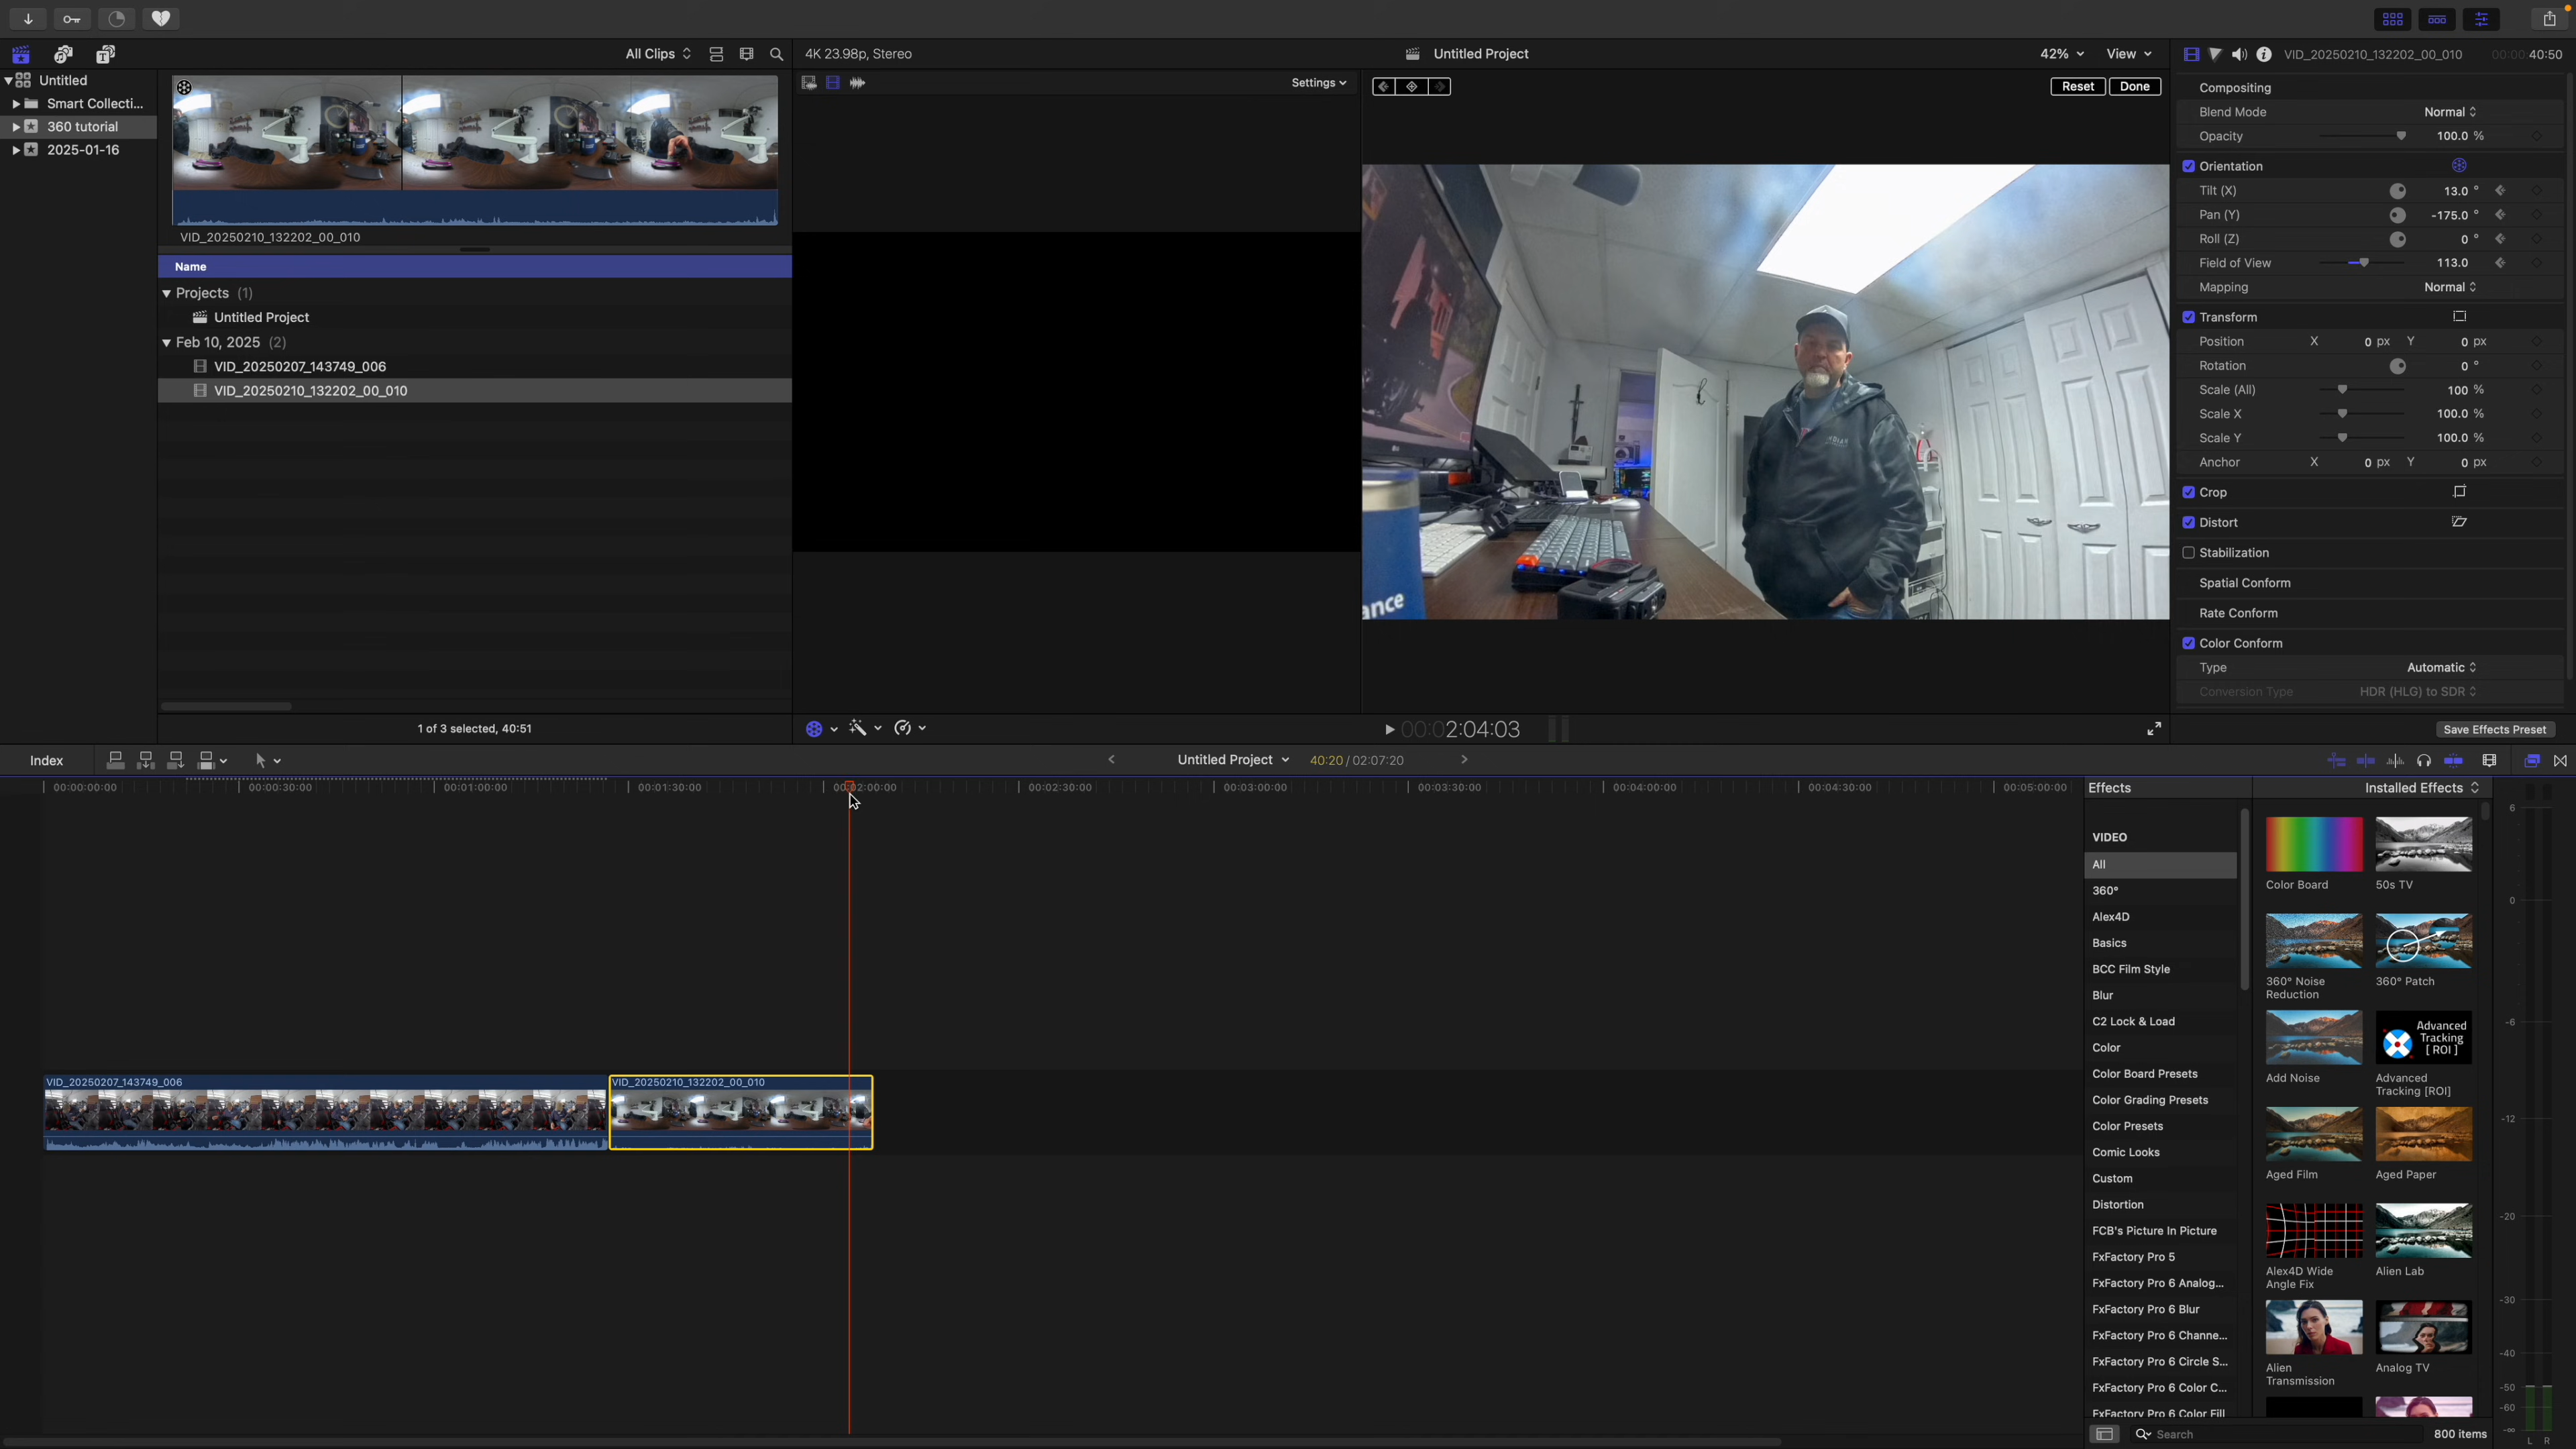 All Clips
4K 23.98p, Stereo
Untitled Project
42%
View
VID_20250210_132202_00_010
00:00:40:50
Untitled
Smart Collecti...
360 tutorial
2025-01-16
VID_20250210_132202_00_010
Name
Projects (1)
Untitled Project
Feb 10, 2025 (2)
VID_20250207_143749_006
VID_20250210_132202_00_010
1 of 3 selected, 40:51
Settings
Reset
Done
ance
00:02:04:03
Compositing
Blend Mode Normal
Opacity 100.0 %
Orientation
Tilt (X) 13.0 °
Pan (Y) -175.0 °
Roll (Z) 0 °
Field of View 113.0
Mapping Normal
Transform
Position X 0 px Y 0 px
Rotation 0 °
Scale (All) 100 %
Scale X 100.0 %
Scale Y 100.0 %
Anchor X 0 px Y 0 px
Crop
Distort
Stabilization
Spatial Conform
Rate Conform
Color Conform
Type Automatic
Conversion Type HDR (HLG) to SDR
Save Effects Preset
Index
Untitled Project
40:20 / 02:07:20
00:00:00:00
00:00:30:00
00:01:00:00
00:01:30:00
00:02:00:00
00:02:30:00
00:03:00:00
00:03:30:00
00:04:00:00
00:04:30:00
00:05:00:00
VID_20250207_143749_006
VID_20250210_132202_00_010
Effects
Installed Effects
VIDEO
All
360°
Alex4D
Basics
BCC Film Style
Blur
C2 Lock & Load
Color
Color Board Presets
Color Grading Presets
Color Presets
Comic Looks
Custom
Distortion
FCB's Picture In Picture
FxFactory Pro 5
FxFactory Pro 6 Analog...
FxFactory Pro 6 Blur
FxFactory Pro 6 Channe...
FxFactory Pro 6 Circle S...
FxFactory Pro 6 Color C...
FxFactory Pro 6 Color Fill
Color Board
50s TV
360° Noise
Reduction
360° Patch
Advanced
Tracking
[ ROI ]
Add Noise
Advanced
Tracking [ROI]
Aged Film
Aged Paper
Alex4D Wide
Angle Fix
Alien Lab
Alien
Transmission
Analog TV
Search
800 items
6
0
-6
-12
-20
-30
-40
-50
-60
-∞
L R